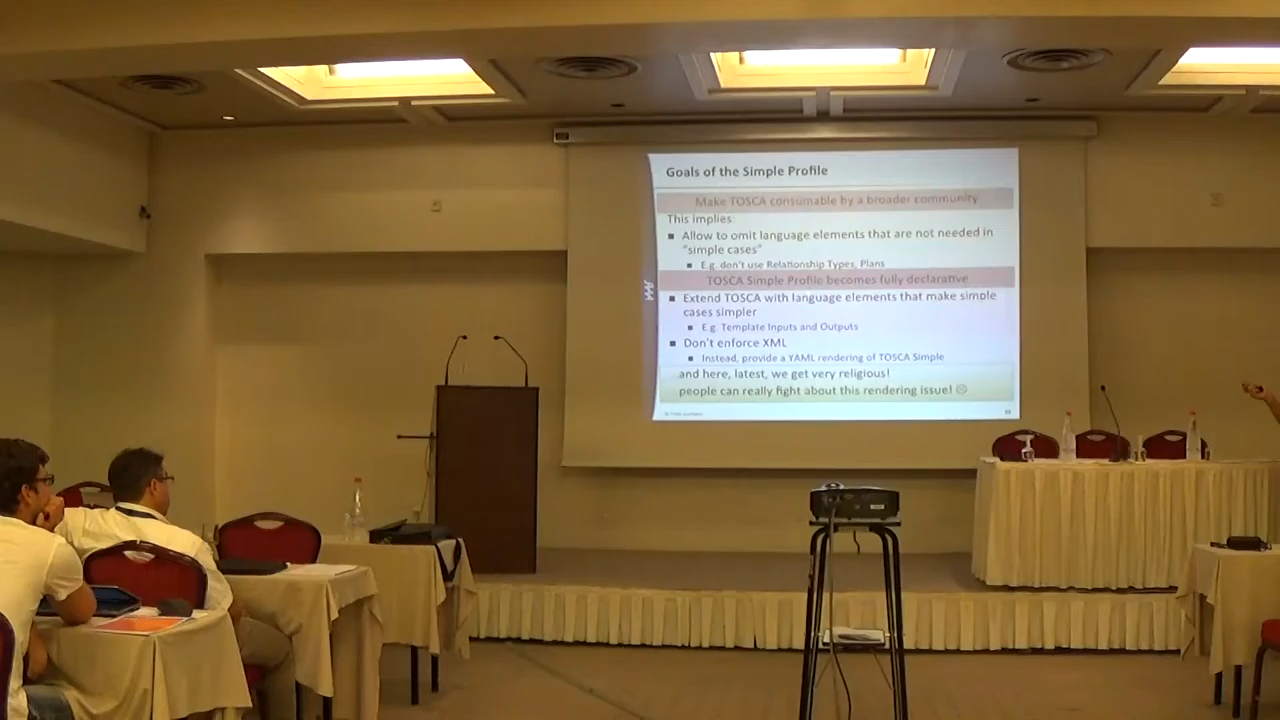 Goals of the Simple Profile
Make TOSCA consumable by a broader community
This implies:
■ Allow to omit language elements that are not needed in
"simple cases"
■ E.g. don't use Relationship Types, Plans
TOSCA Simple Profile becomes fully declarative
■ Extend TOSCA with language elements that make simple
cases simpler
■ E.g. Template Inputs and Outputs
■ Don't enforce XML
■ Instead, provide a YAML rendering of TOSCA Simple
and here, latest, we get very religious!
people can really fight about this rendering issue! ☹